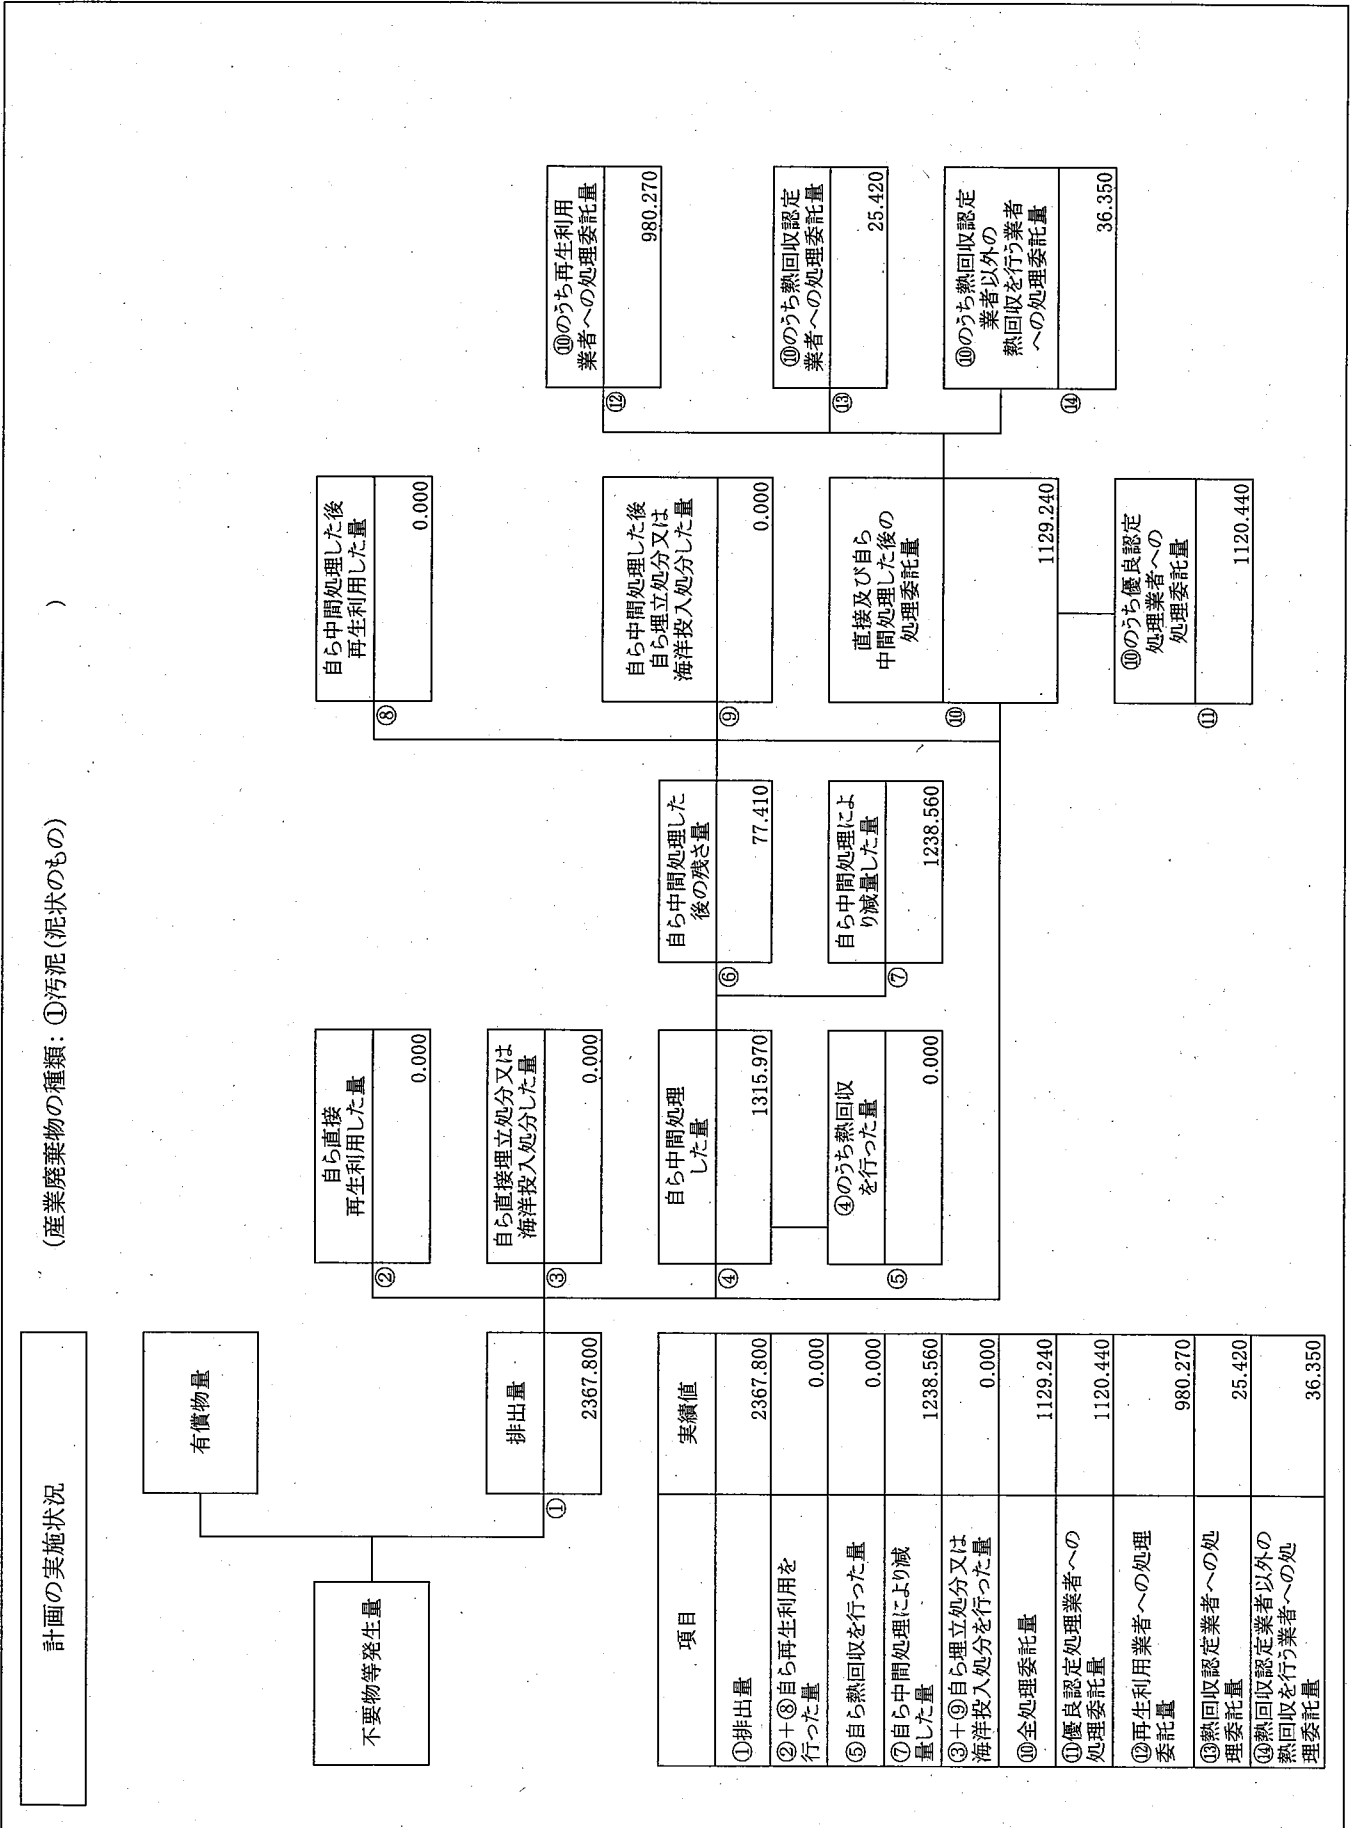 計画の実施状況
(産業廃棄物の種類：①汚泥(泥状のもの)　　　　)
不要物等発生量
有償物量
①
排出量
2367.800
②
自ら直接
再生利用した量
0.000
③
自ら直接埋立処分又は
海洋投入処分した量
0.000
④
自ら中間処理
した量
1315.970
⑤
④のうち熱回収
を行った量
0.000
⑥
自ら中間処理した
後の残さ量
77.410
⑦
自ら中間処理によ
り減量した量
1238.560
⑧
自ら中間処理した後
再生利用した量
0.000
⑨
自ら中間処理した後
自ら埋立処分又は
海洋投入処分した量
0.000
⑩
直接及び自ら
中間処理した後の
処理委託量
1129.240
⑪
⑩のうち優良認定
処理業者への
処理委託量
1120.440
⑫
⑩のうち再生利用
業者への処理委託量
980.270
⑬
⑩のうち熱回収認定
業者への処理委託量
25.420
⑭
⑩のうち熱回収認定
業者以外の
熱回収を行う業者
への処理委託量
36.350
項目 実績値
①排出量 2367.800
②＋⑧自ら再生利用を
行った量 0.000
⑤自ら熱回収を行った量 0.000
⑦自ら中間処理により減
量した量 1238.560
③＋⑨自ら埋立処分又は
海洋投入処分を行った量 0.000
⑩全処理委託量 1129.240
⑪優良認定処理業者への
処理委託量 1120.440
⑫再生利用業者への処理
委託量 980.270
⑬熱回収認定業者への処
理委託量 25.420
⑭熱回収認定業者以外の
熱回収を行う業者への処
理委託量 36.350